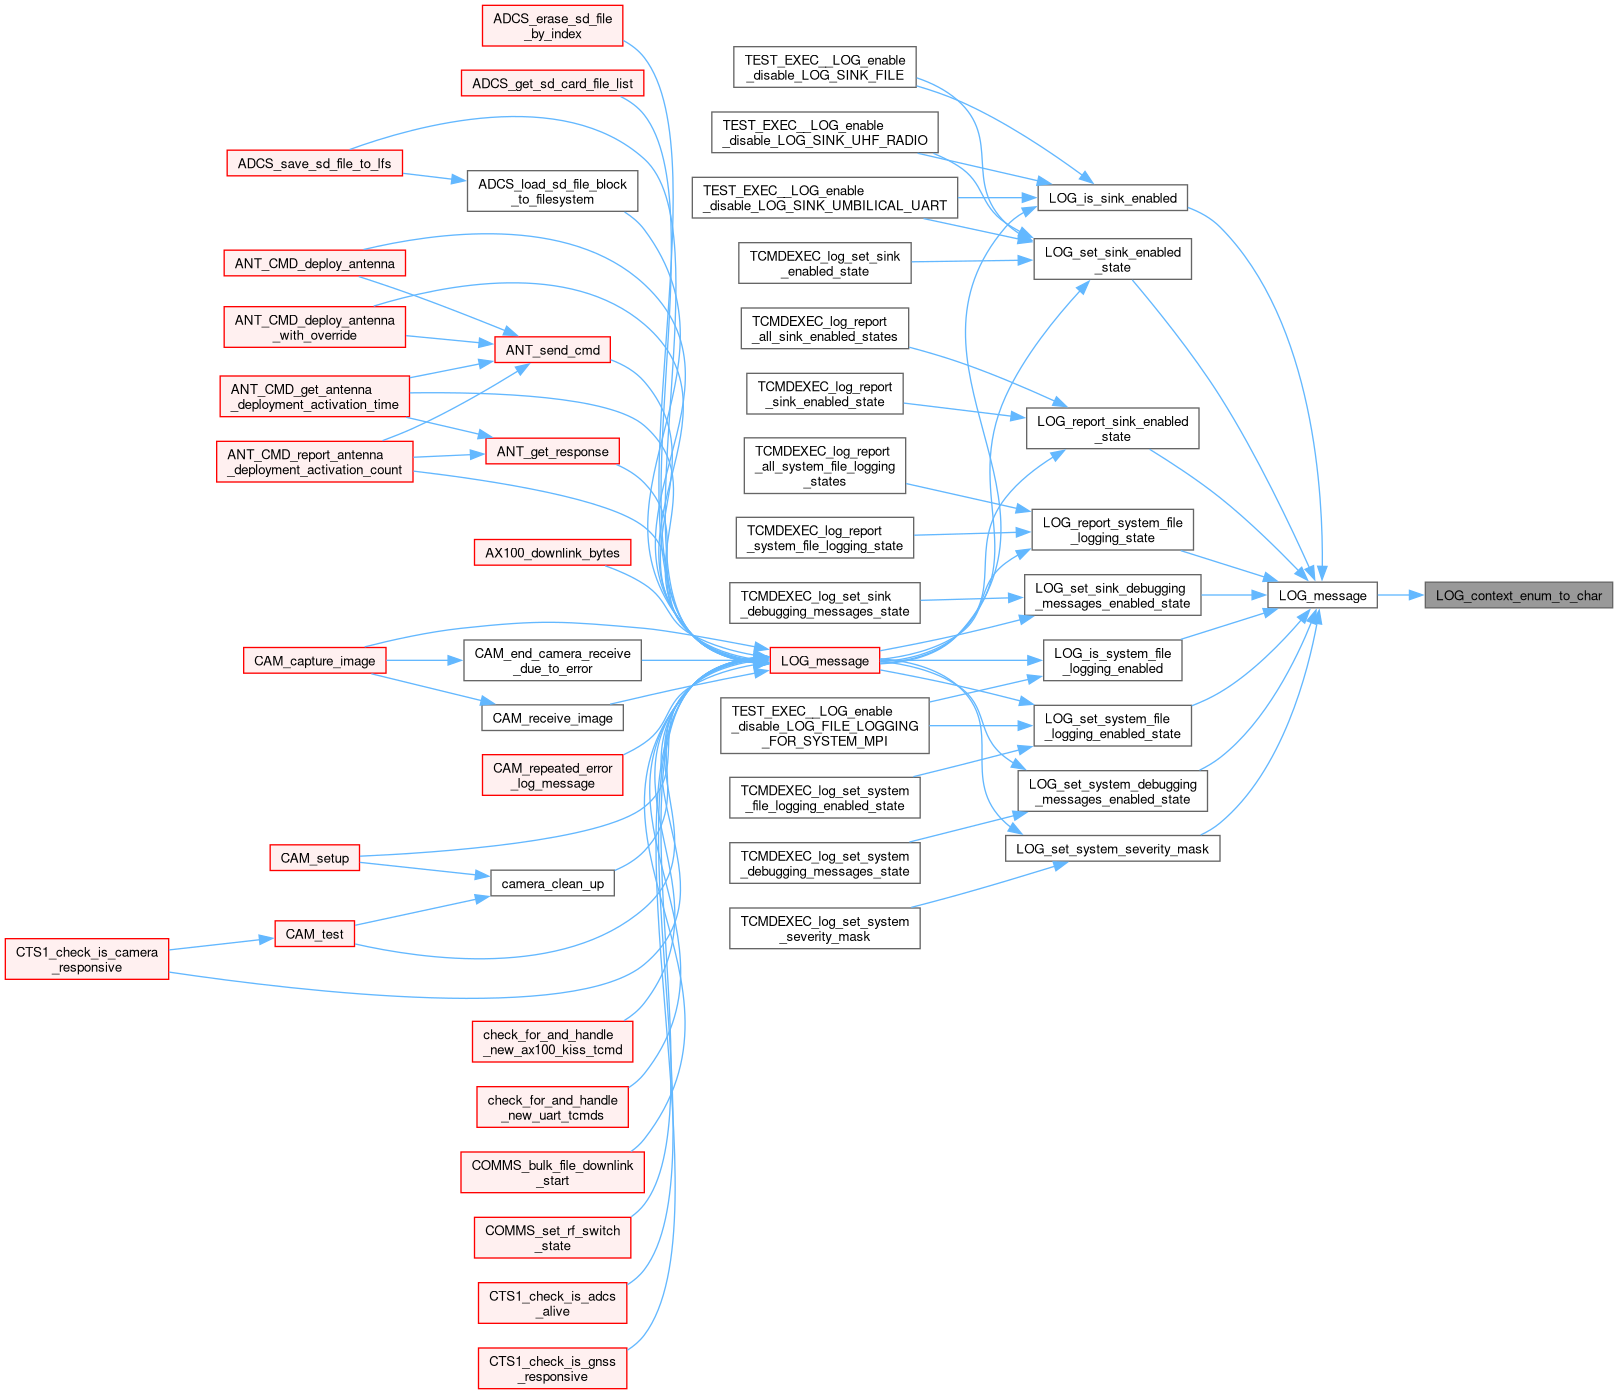 ADCS_erase_sd_file
_by_index
ADCS_get_sd_card_file_list
ADCS_save_sd_file_to_lfs
ADCS_load_sd_file_block
_to_filesystem
ANT_CMD_deploy_antenna
ANT_CMD_deploy_antenna
_with_override
ANT_send_cmd
ANT_CMD_get_antenna
_deployment_activation_time
ANT_CMD_report_antenna
_deployment_activation_count
ANT_get_response
AX100_downlink_bytes
CAM_capture_image
CAM_end_camera_receive
_due_to_error
CAM_receive_image
CAM_repeated_error
_log_message
CAM_setup
camera_clean_up
CAM_test
CTS1_check_is_camera
_responsive
check_for_and_handle
_new_ax100_kiss_tcmd
check_for_and_handle
_new_uart_tcmds
COMMS_bulk_file_downlink
_start
COMMS_set_rf_switch
_state
CTS1_check_is_adcs
_alive
CTS1_check_is_gnss
_responsive
LOG_message
TEST_EXEC__LOG_enable
_disable_LOG_SINK_FILE
TEST_EXEC__LOG_enable
_disable_LOG_SINK_UHF_RADIO
TEST_EXEC__LOG_enable
_disable_LOG_SINK_UMBILICAL_UART
TCMDEXEC_log_set_sink
_enabled_state
TCMDEXEC_log_report
_all_sink_enabled_states
TCMDEXEC_log_report
_sink_enabled_state
TCMDEXEC_log_report
_all_system_file_logging
_states
TCMDEXEC_log_report
_system_file_logging_state
TCMDEXEC_log_set_sink
_debugging_messages_state
TEST_EXEC__LOG_enable
_disable_LOG_FILE_LOGGING
_FOR_SYSTEM_MPI
TCMDEXEC_log_set_system
_file_logging_enabled_state
TCMDEXEC_log_set_system
_debugging_messages_state
TCMDEXEC_log_set_system
_severity_mask
LOG_is_sink_enabled
LOG_set_sink_enabled
_state
LOG_report_sink_enabled
_state
LOG_report_system_file
_logging_state
LOG_set_sink_debugging
_messages_enabled_state
LOG_is_system_file
_logging_enabled
LOG_set_system_file
_logging_enabled_state
LOG_set_system_debugging
_messages_enabled_state
LOG_set_system_severity_mask
LOG_message
LOG_context_enum_to_char